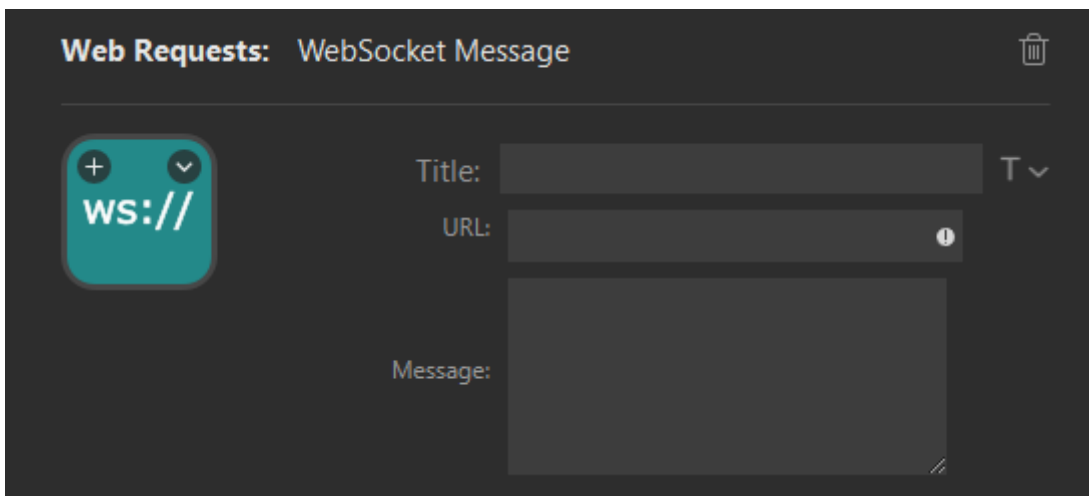 Web Requests: WebSocket Message
ws://
Title:
T
URL:
Message: